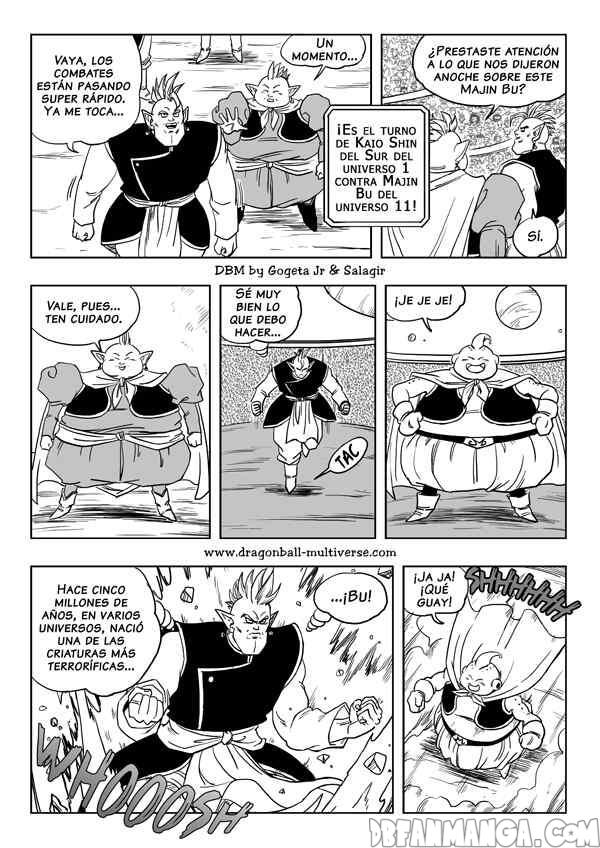 VAYA, LOS
COMBATES
ESTÁN PASANDO
SUPER RÁPIDO.
YA ME TOCA...
UN
MOMENTO...
¡ES EL TURNO
DE KAIO SHIN
DEL SUR DEL
UNIVERSO 1
CONTRA MAJIN
BU DEL
UNIVERSO 11!
¿PRESTASTE ATENCIÓN
A LO QUE NOS DIJERON
ANOCHE SOBRE ESTE
MAJIN BU?
SÍ.
DBM by Gogeta Jr & Salagir
VALE, PUES...
TEN CUIDADO.
SÉ MUY
BIEN LO
QUE DEBO
HACER...
TAC
¡JE JE JE!
www.dragonball-multiverse.com
HACE CINCO
MILLONES DE
AÑOS, EN VARIOS
UNIVERSOS, NACIÓ
UNA DE LAS
CRIATURAS MÁS
TERRORÍFICAS...
...¡BU!
WHOOOSH
¡JA JA!
¡QUÉ
GUAY!
SHHHHHH
DBFANMANGA.COM